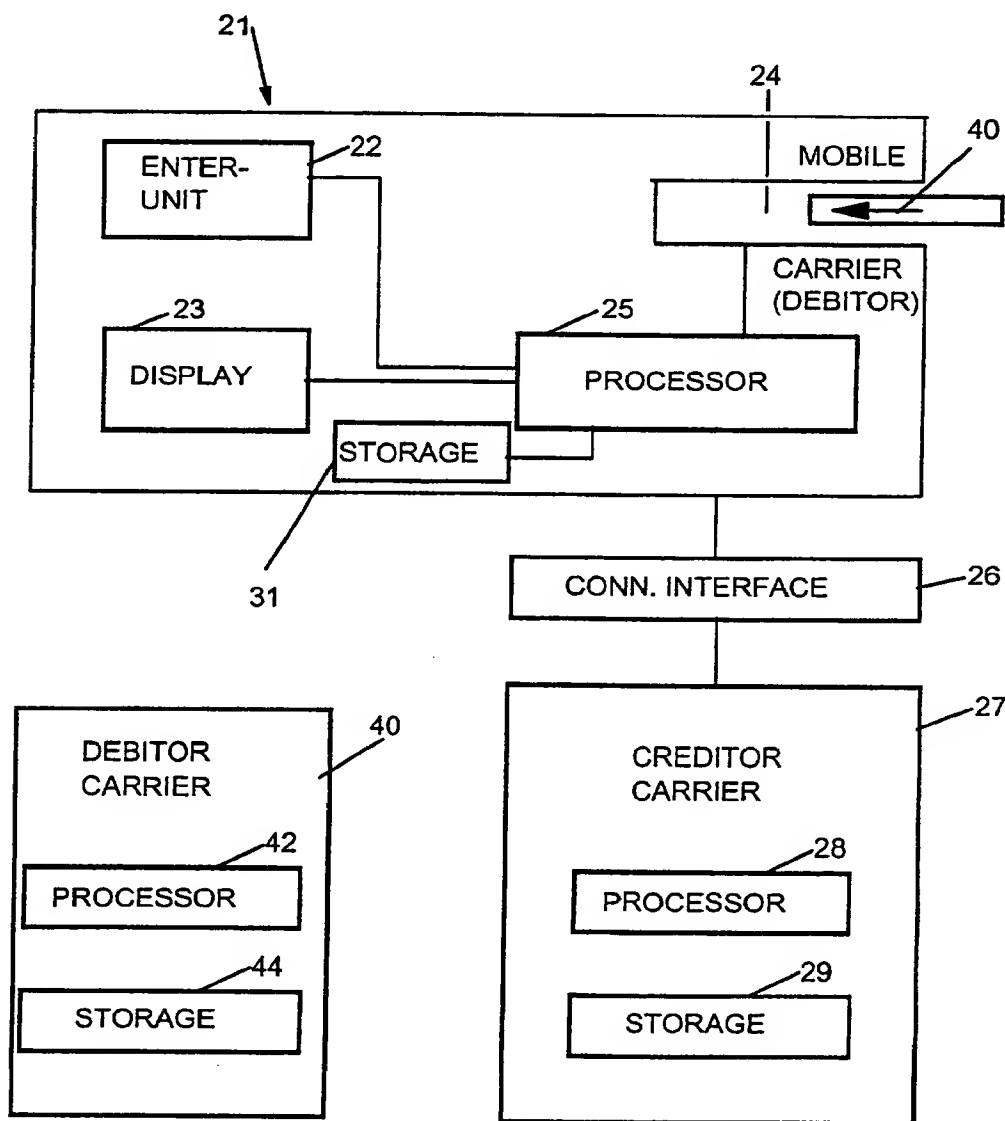 21
24
ENTER-
UNIT
22
MOBILE
40
CARRIER
(DEBITOR)
23
DISPLAY
25
PROCESSOR
STORAGE
31
CONN. INTERFACE
26
27
DEBITOR
CARRIER
40
CREDITOR
CARRIER
42
PROCESSOR
28
PROCESSOR
44
STORAGE
29
STORAGE